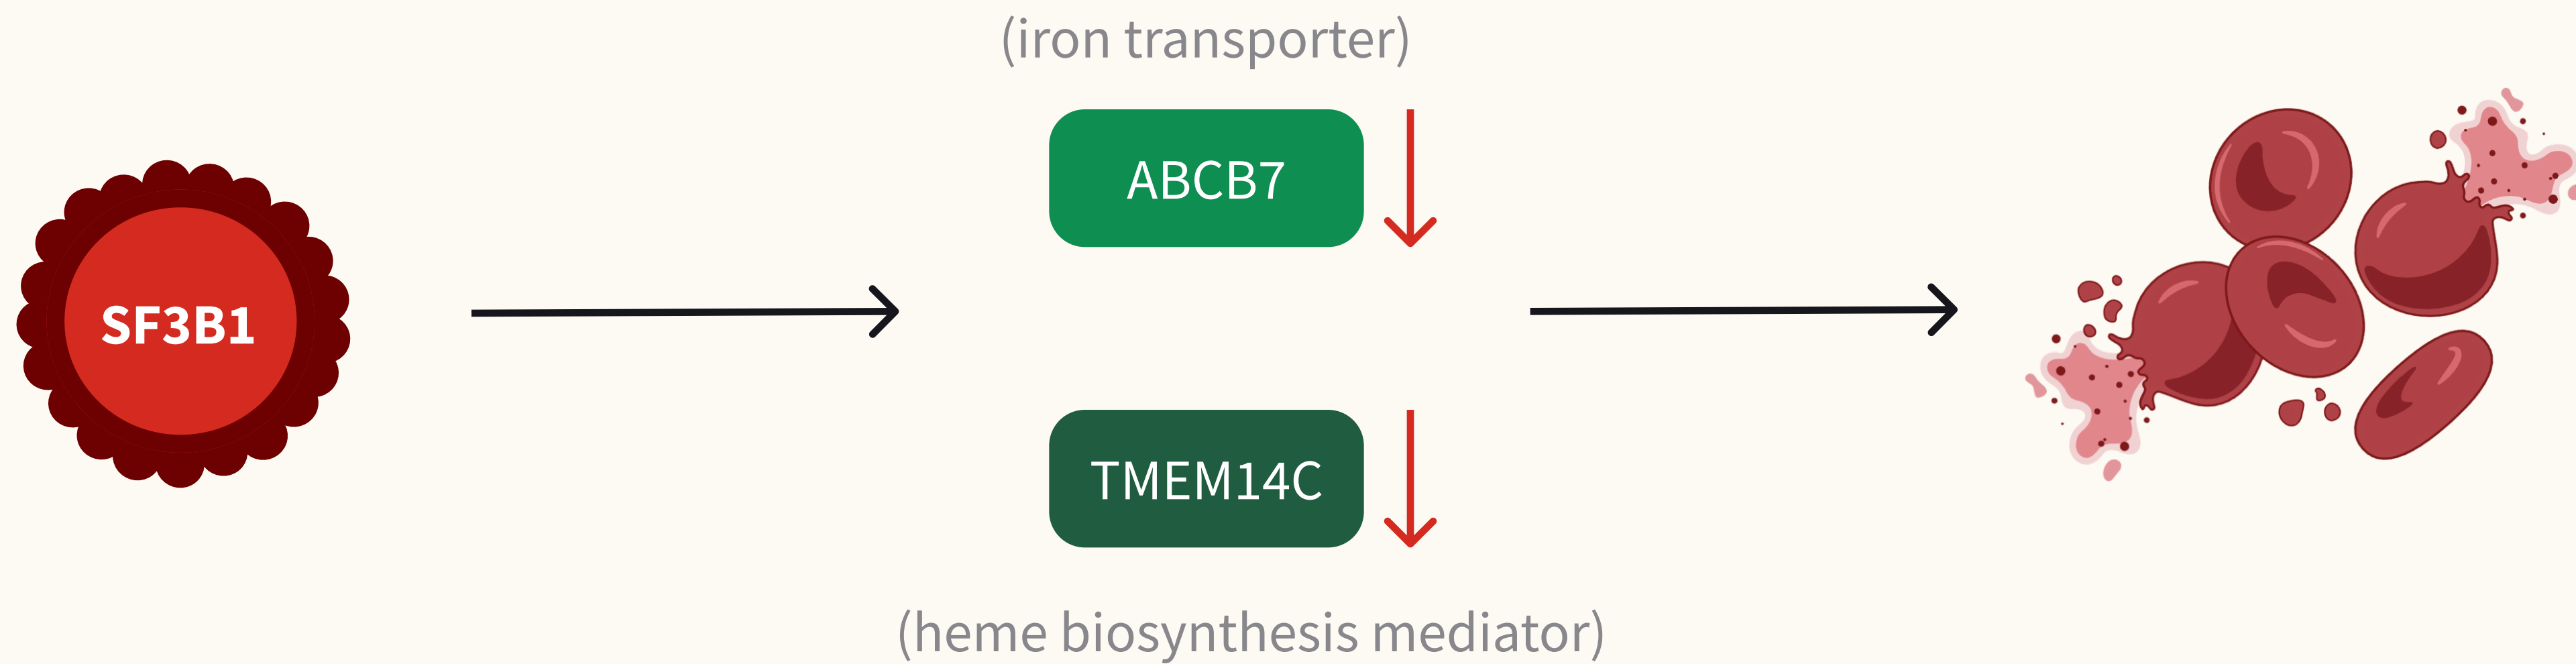 (iron transporter)
ABCB7
SF3B1
TMEM14C
(heme biosynthesis mediator)